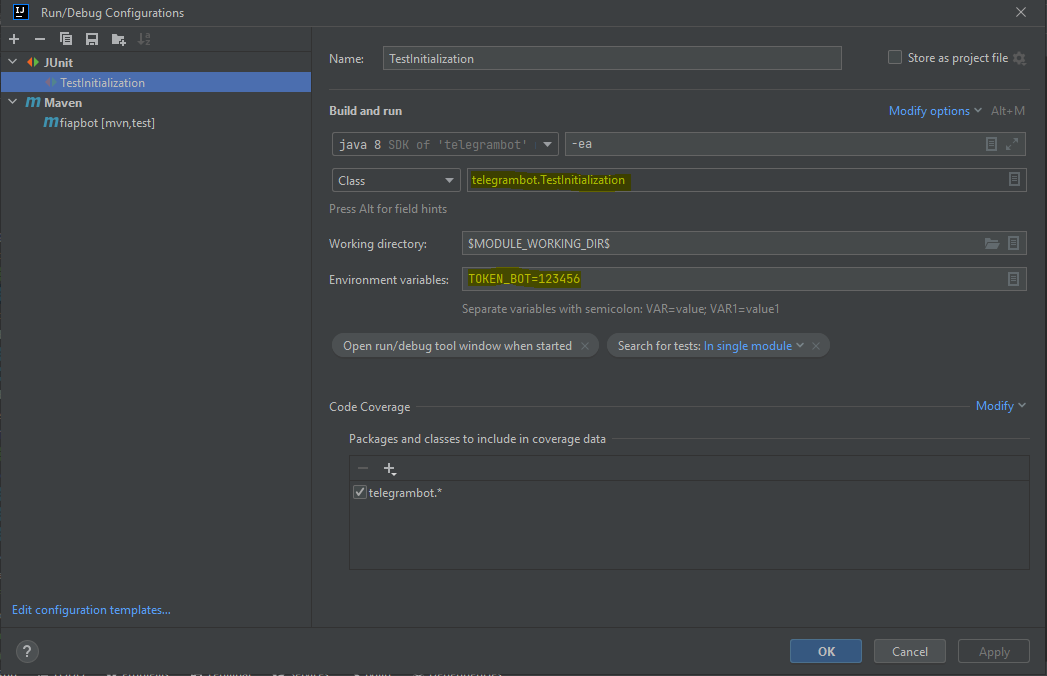 IJ
Run/Debug Configurations
JUnit
TestInitialization
m Maven
m fiapbot [mvn,test]
Edit configuration templates...
?
Name: TestInitialization
Store as project file
Build and run
Modify options Alt+M
java 8 SDK of 'telegrambot'
-ea
Class
telegrambot.TestInitialization
Press Alt for field hints
Working directory: $MODULE_WORKING_DIR$
Environment variables: TOKEN_BOT=123456
Separate variables with semicolon: VAR=value; VAR1=value1
Open run/debug tool window when started
Search for tests: In single module
Code Coverage
Modify
Packages and classes to include in coverage data
telegrambot.*
OK
Cancel
Apply